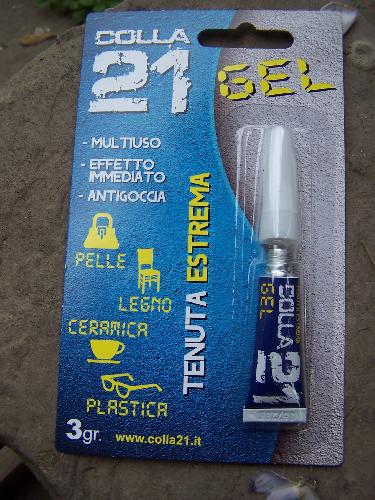 COLLA
21 GEL
- MULTIUSO
- EFFETTO
IMMEDIATO
- ANTIGOCCIA
TENUTA ESTREMA
PELLE
LEGNO
CERAMICA
PLASTICA
3gr. www.colla21.it
COLLA
21
GEL